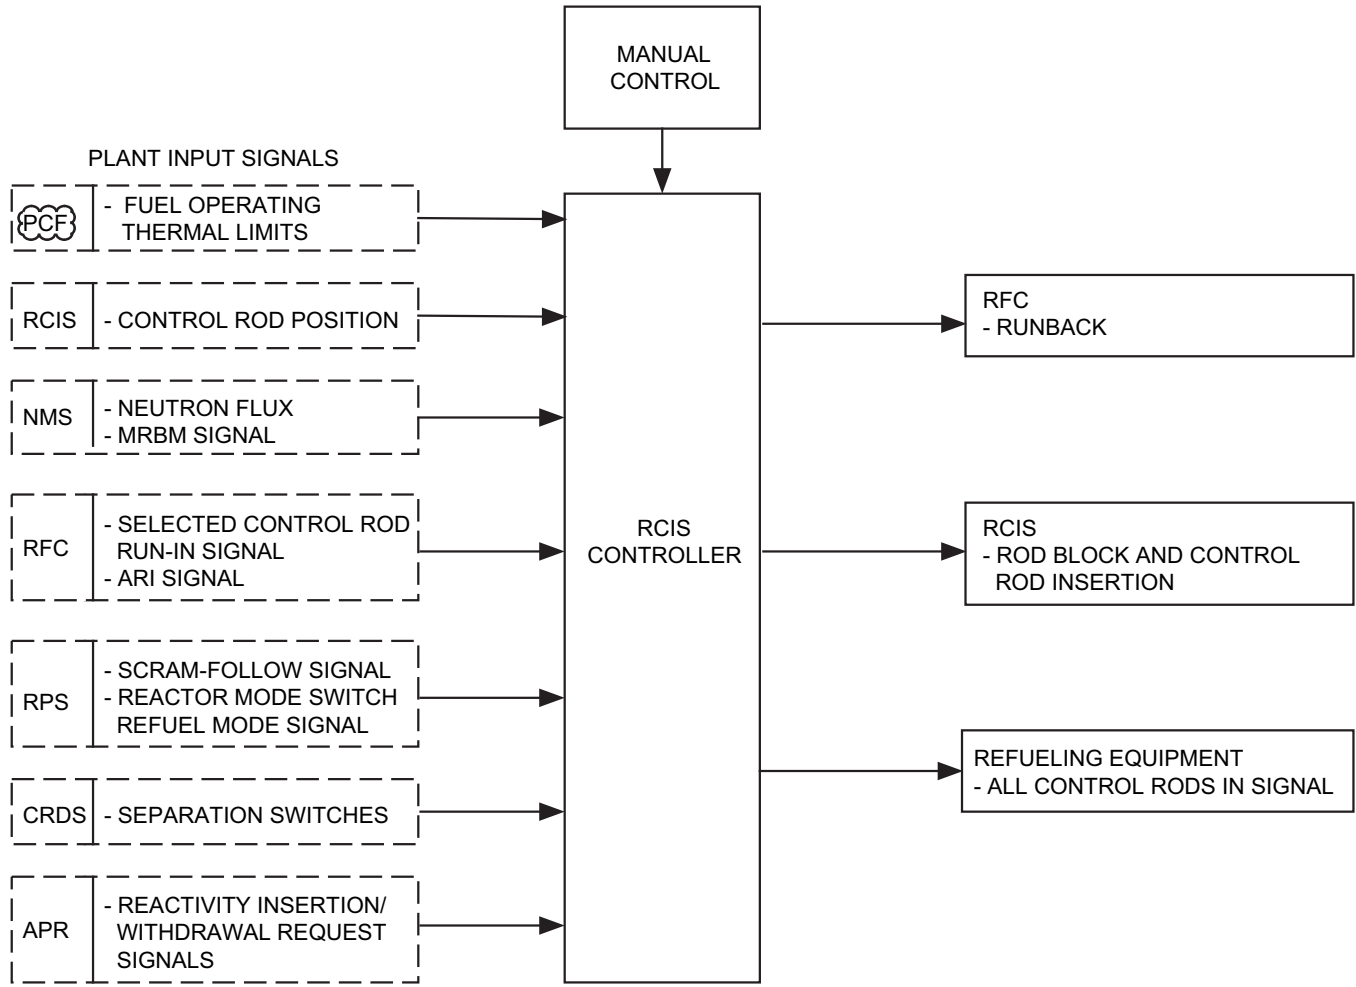 MANUAL
CONTROL
PLANT INPUT SIGNALS
PCF
- FUEL OPERATING
THERMAL LIMITS
RCIS
- CONTROL ROD POSITION
NMS
- NEUTRON FLUX
- MRBM SIGNAL
RFC
- SELECTED CONTROL ROD
RUN-IN SIGNAL
- ARI SIGNAL
RPS
- SCRAM-FOLLOW SIGNAL
- REACTOR MODE SWITCH
REFUEL MODE SIGNAL
CRDS
- SEPARATION SWITCHES
APR
- REACTIVITY INSERTION/
WITHDRAWAL REQUEST
SIGNALS
RCIS
CONTROLLER
RFC
- RUNBACK
RCIS
- ROD BLOCK AND CONTROL
ROD INSERTION
REFUELING EQUIPMENT
- ALL CONTROL RODS IN SIGNAL